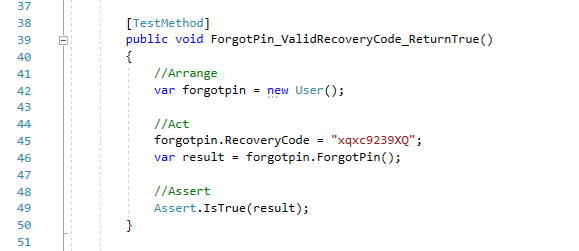 37
38 [TestMethod]
39 public void ForgotPin_ValidRecoveryCode_ReturnTrue()
40 {
41 //Arrange
42 var forgotpin = new User();
43
44 //Act
45 forgotpin.RecoveryCode = "xqxc9239XQ";
46 var result = forgotpin.ForgotPin();
47
48 //Assert
49 Assert.IsTrue(result);
50 }
51